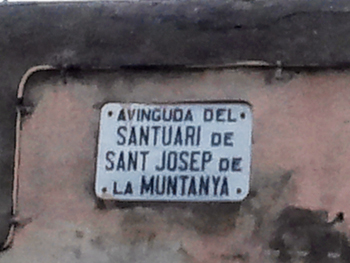 AVINGUDA DEL
SANTUARI DE
SANT JOSEP DE
LA MUNTANYA